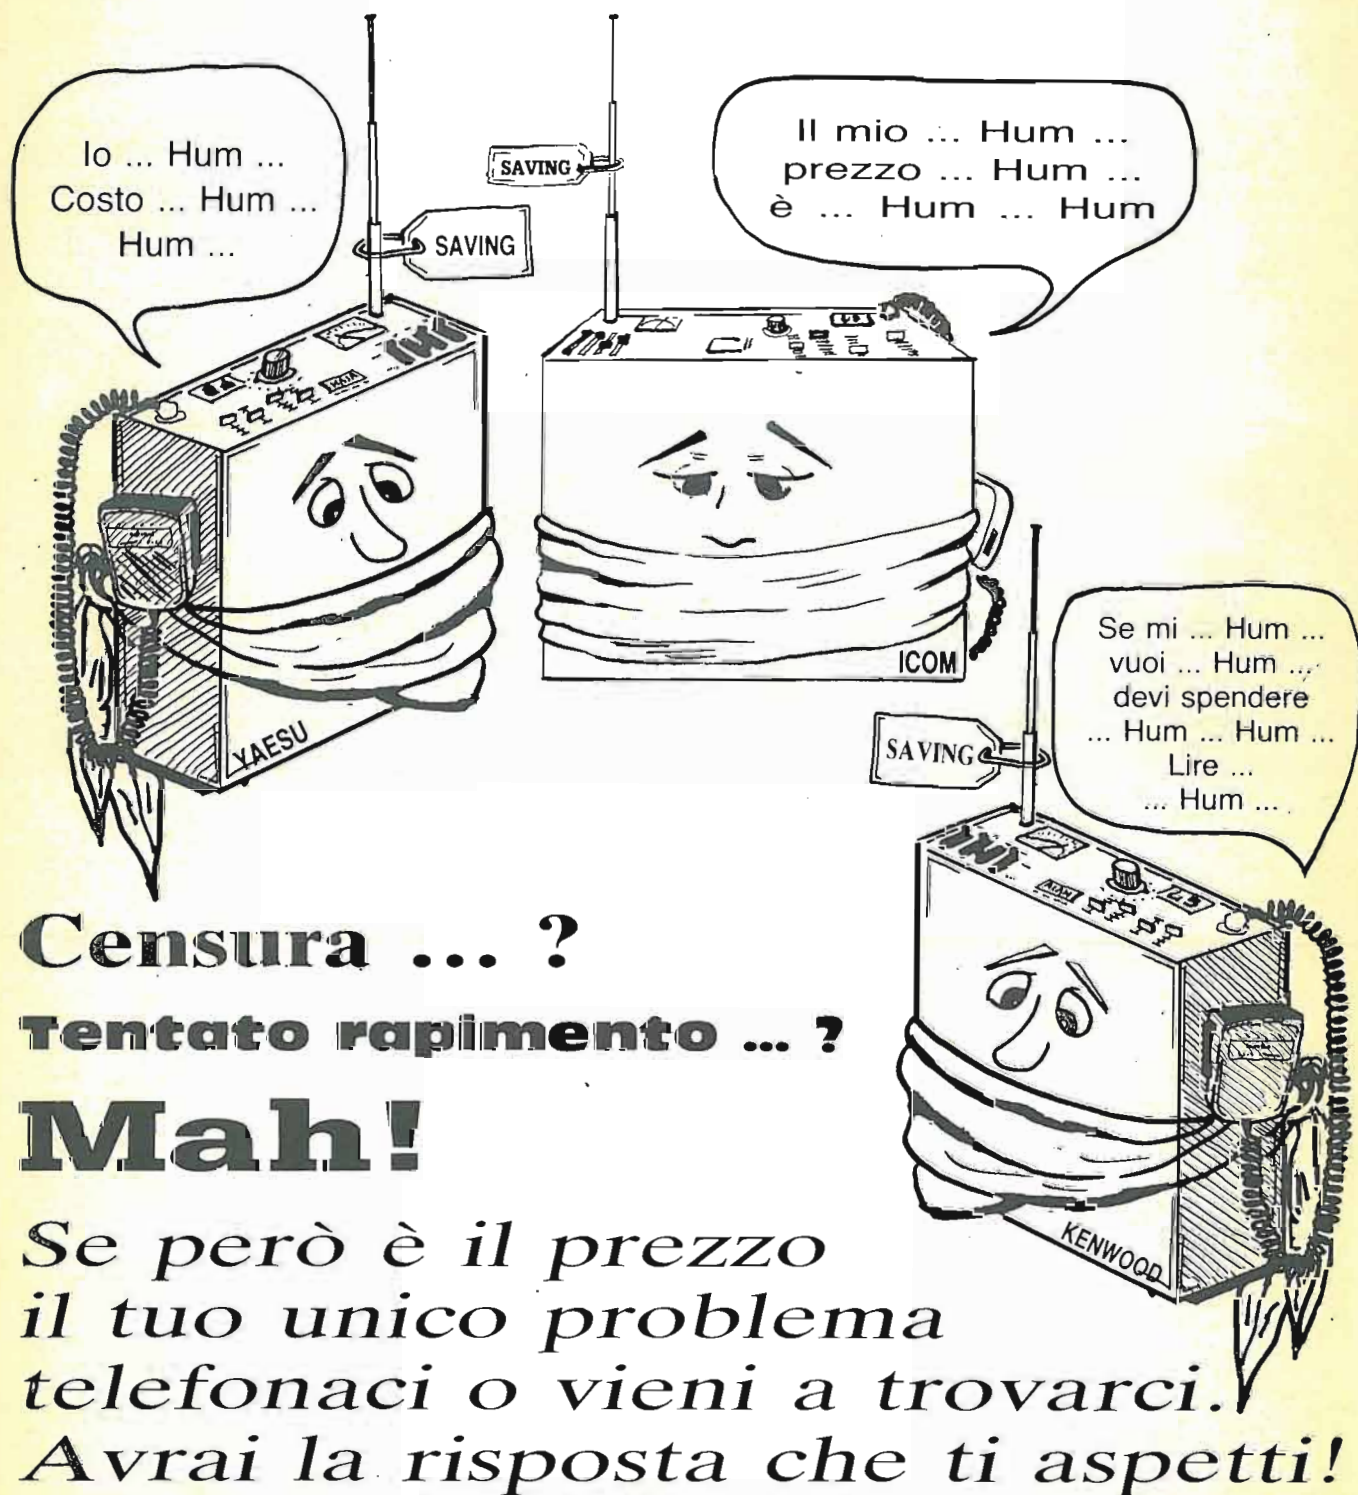 Io ... Hum ...
Costo ... Hum ...
Hum ...
SAVING
SAVING
Il mio ... Hum ...
prezzo ... Hum ...
è ... Hum ... Hum
YAESU
ICOM
SAVING
Se mi ... Hum ...
vuoi ... Hum ...
devi spendere
... Hum ... Hum ...
Lire ...
... Hum ...
KENWOOD
Censura ... ?
Tentato rapimento ... ?
Mah!
Se però è il prezzo
il tuo unico problema
telefonaci o vieni a trovarci.
Avrai la risposta che ti aspetti!